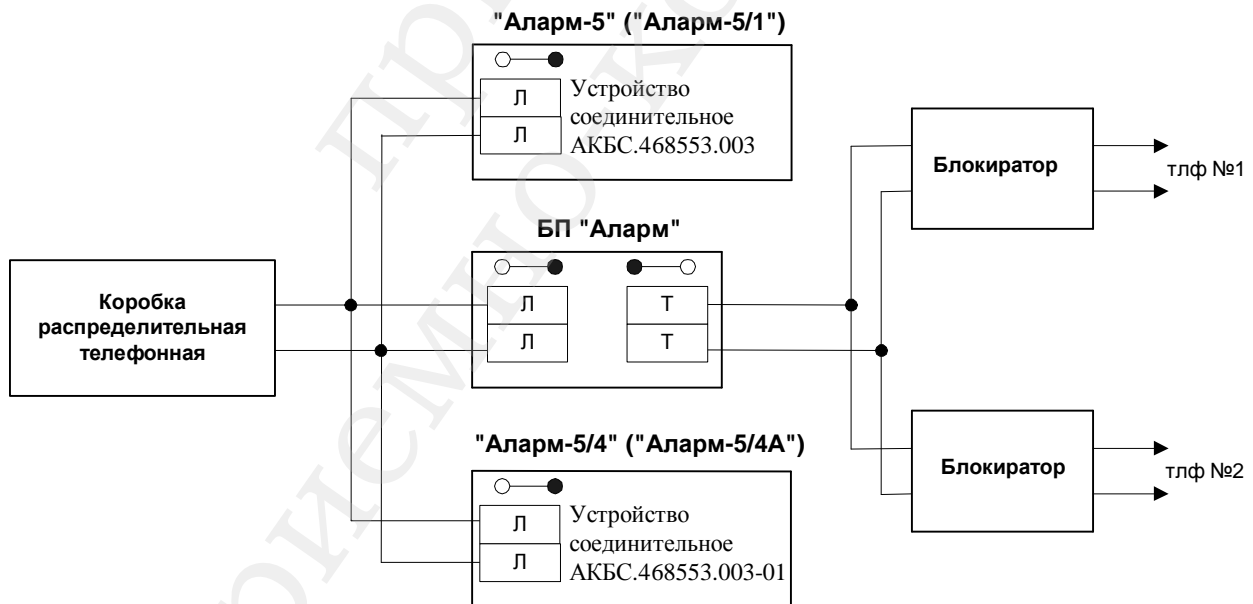 "Аларм-5" ("Аларм-5/1")
Л
Л
Устройство
соединительное
АКБС.468553.003
БП "Аларм"
Л
Л
Т
Т
Коробка
распределительная
телефонная
Блокиратор
тлф №1
"Аларм-5/4" ("Аларм-5/4А")
Л
Л
Устройство
соединительное
АКБС.468553.003-01
Блокиратор
тлф №2